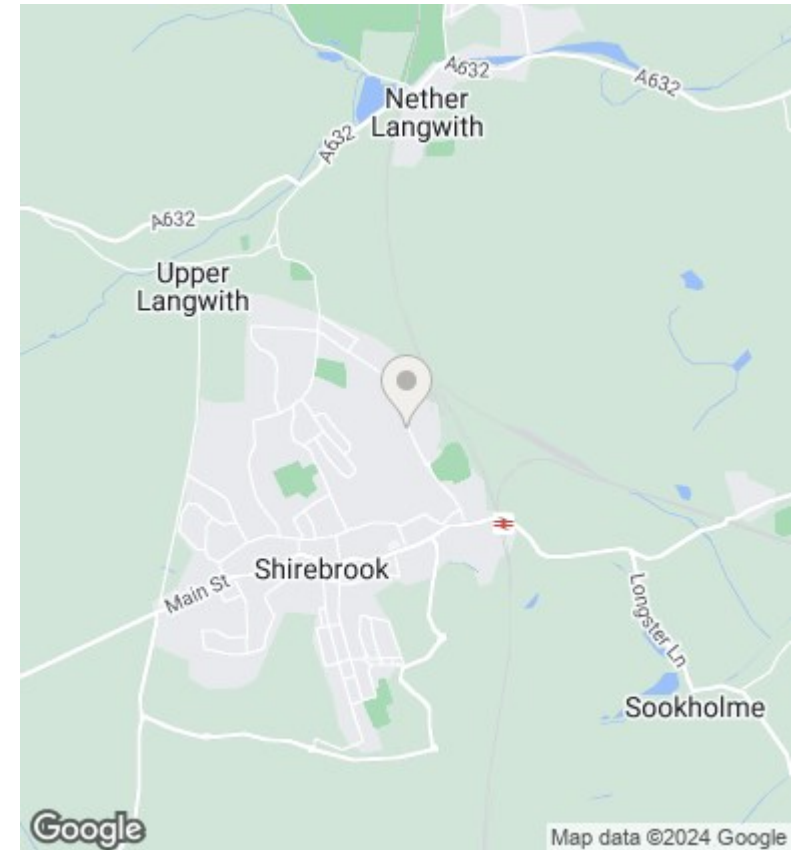 A632
A632
Nether
Langwith
A632
A632
Upper
Langwith
Shirebrook
Main St
Longster Ln
Sookholme
Google
Map data ©2024 Google